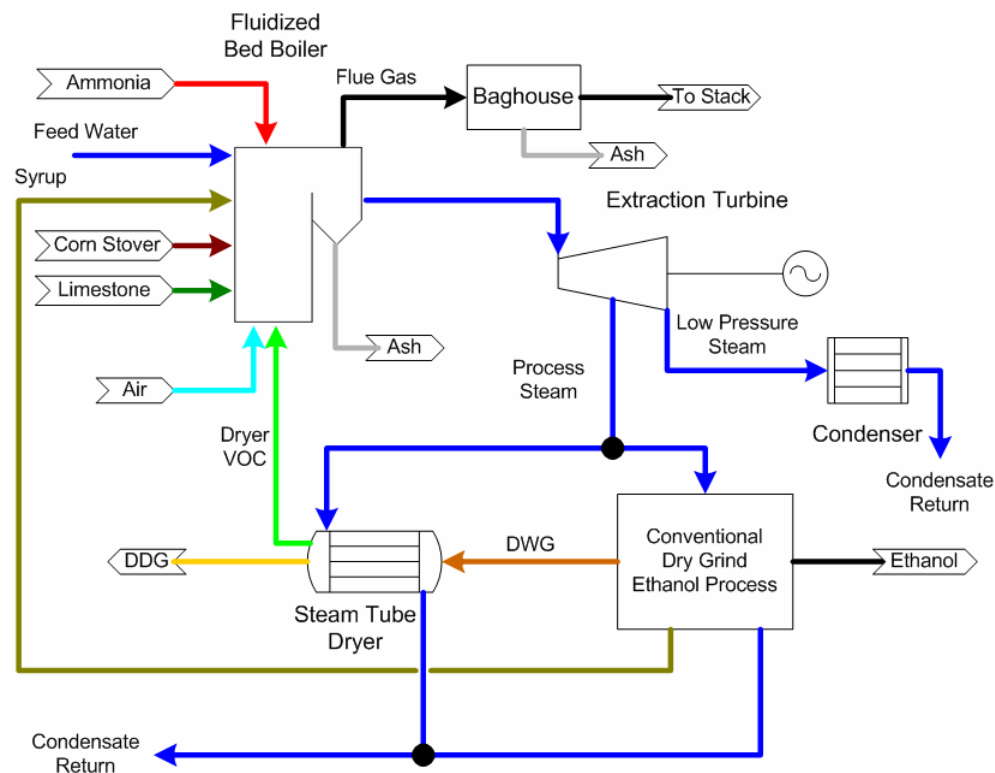 Fluidized
Bed Boiler
Ammonia
Flue Gas
Baghouse
To Stack
Feed Water
Ash
Syrup
Extraction Turbine
Corn Stover
Limestone
Low Pressure
Steam
Ash
Process
Steam
Air
Dryer
VOC
Condenser
Condensate
Return
DDG
DWG
Conventional
Dry Grind
Ethanol Process
Ethanol
Steam Tube
Dryer
Condensate
Return